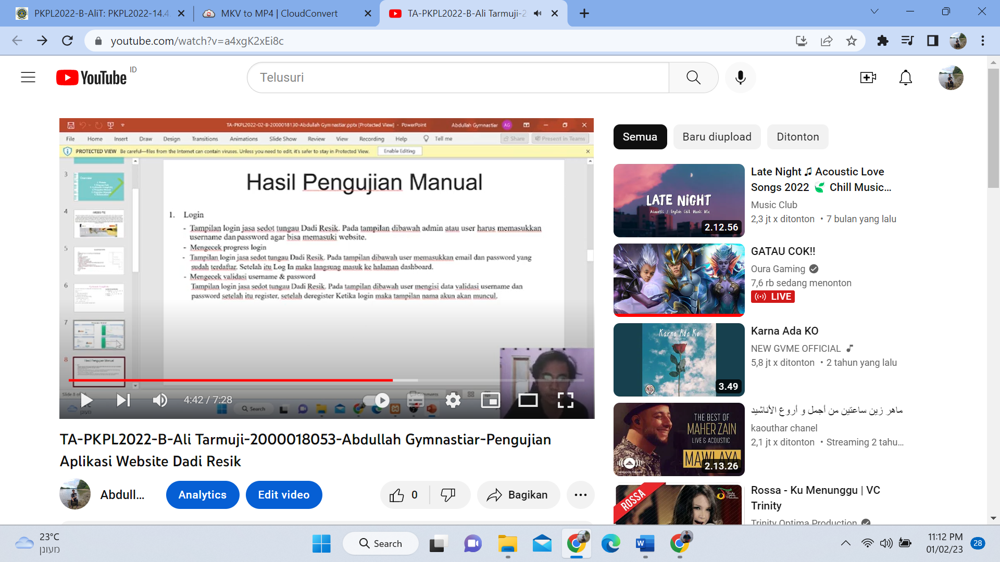 PKPL2022-B-AliT: PKPL2022-14.4.
MKV to MP4 | CloudConvert
TA-PKPL2022-B-Ali Tarmuji-2
youtube.com/watch?v=a4xgK2xEi8c
YouTube ID
Telusuri
TA-PKPL2022-02-B-2000018130-Abdullah Gymnastiar.pptx [Protected View] - PowerPoint
Abdullah Gymnastiar AG
File Home Insert Draw Design Transitions Animations Slide Show Review View Recording Help Tell me Share Present in Teams
PROTECTED VIEW Be careful—files from the Internet can contain viruses. Unless you need to edit, it's safer to stay in Protected View. Enable Editing
3
4
5
6
7
8
Hasil Pengujian Manual
1. Login
- Tampilan login jasa sedot tungau Dadi Resik. Pada tampilan dibawah admin atau user harus memasukkan
username dan password agar bisa memasuki website.
- Mengecek progress login
- Tampilan login jasa sedot tungau Dadi Resik. Pada tampilan dibawah user memasukkan email dan password yang
sudah terdaftar. Setelah itu Log In maka langsung masuk ke halaman dashboard.
- Mengecek validasi username & password
Tampilan login jasa sedot tungau Dadi Resik. Pada tampilan dibawah user mengisi data validasi username dan
password setelah itu register, setelah deregister Ketika login maka tampilan nama akun akan muncul.
4:42 / 7:28
Search
TA-PKPL2022-B-Ali Tarmuji-2000018053-Abdullah Gymnastiar-Pengujian
Aplikasi Website Dadi Resik
Abdull...
Analytics
Edit video
0
Bagikan
Semua
Baru diupload
Ditonton
LATE NIGHT
Acoustic / English Chill Music Mix
2.12.56
Late Night ♫ Acoustic Love
Songs 2022 🍃 Chill Music...
Music Club
2,3 jt x ditonton • 7 bulan yang lalu
GATAU COK!!
Oura Gaming
7,6 rb sedang menonton
LIVE
Karna Ada Ko
3.49
Karna Ada KO
NEW GVME OFFICIAL
5,8 jt x ditonton • 2 tahun yang lalu
THE BEST OF
MAHER ZAIN
LIVE & ACOUSTIC
MAWLAYA
2.13.26
ماهر زين ساعتين من أجمل و أروع الأناشيد
kaouthar chanel
2,1 jt x ditonton • Streaming 2 tahu...
ROSSA
Rossa - Ku Menunggu | VC
Trinity
Trinity Optima Production
23°C
מעונן
Search
11:12 PM
01/02/23
28